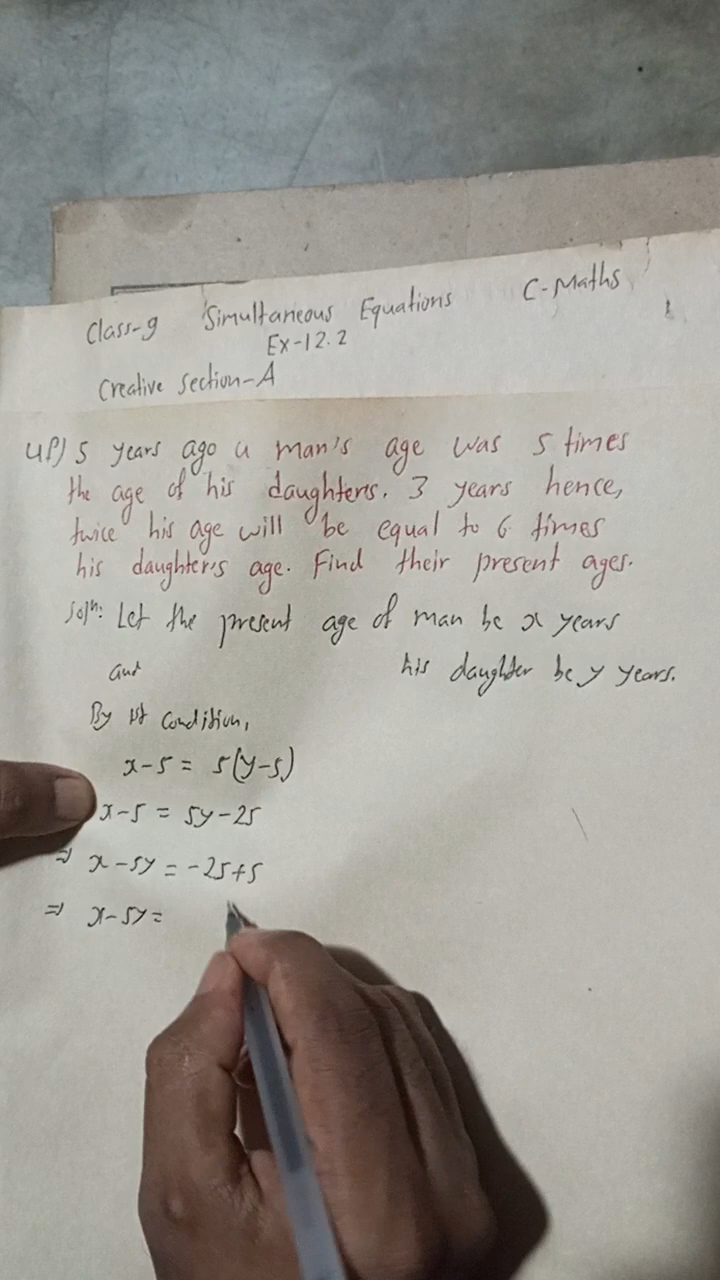 Class-9 Simultaneous Equations C-Maths
Ex-12.2
Creative Section-A
5 years ago a man's age was 5 times
the age of his daughters. 3 years hence,
twice his age will be equal to 6 times
his daughter's age. Find their present ages.
Solⁿ: Let the present age of man be x years
and his daughter be y years.
By 1st condition,
x-5 = 5(y-5)
x-5 = 5y-25
⇒ x-5y = -25+5
⇒ x-5y =